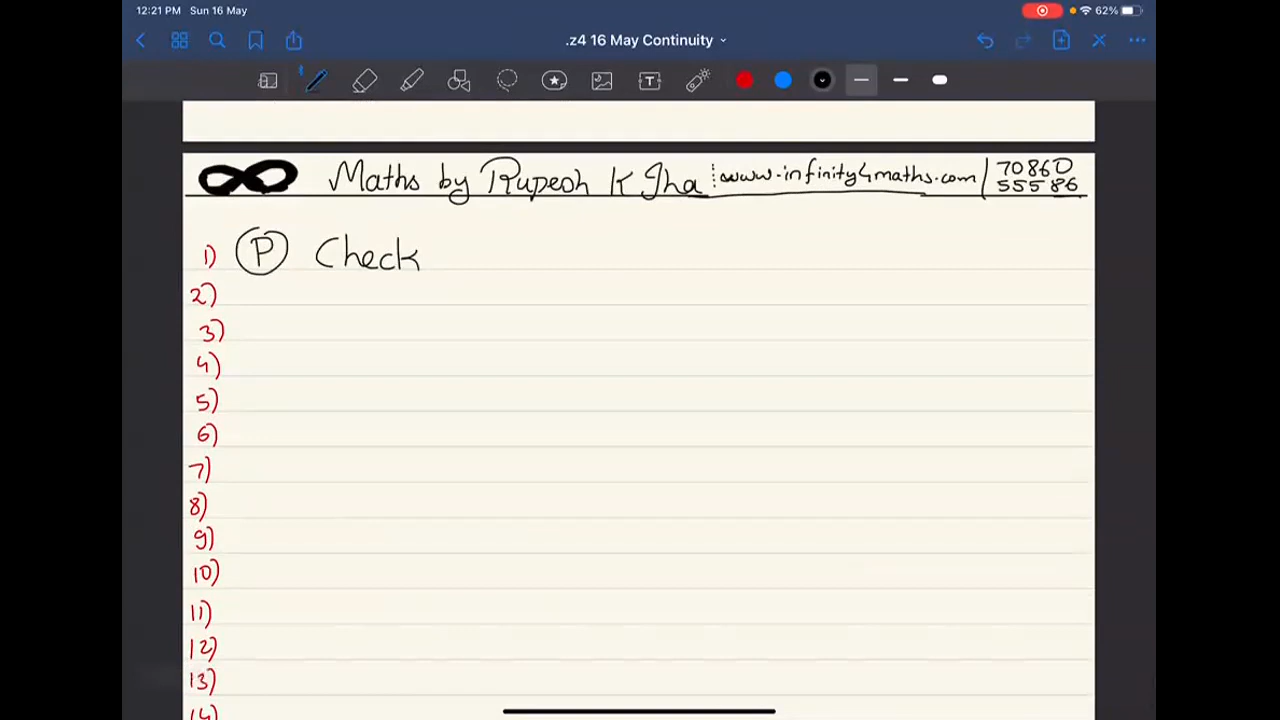 12:21 PM Sun 16 May 62%
.z4 16 May Continuity
T
∞ Maths by Rupesh K Jha www.infinity4maths.com 70860
55586
1) P Check
2)
3)
4)
5)
6)
7)
8)
9)
10)
11)
12)
13)
14)